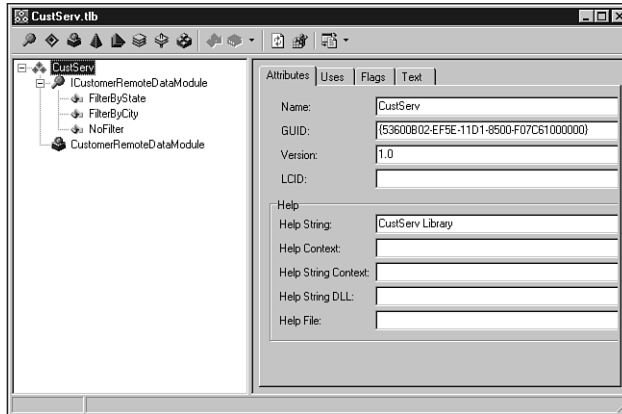 CustServ.tlb
CustServ
ICustomerRemoteDataModule
FilterByState
FilterByCity
NoFilter
CustomerRemoteDataModule
Attributes Uses Flags Text
Name: CustServ
GUID: {53600B02-EF5E-11D1-8500-F07C61000000}
Version: 1.0
LCID:
Help
Help String: CustServ Library
Help Context:
Help String Context:
Help String DLL:
Help File: